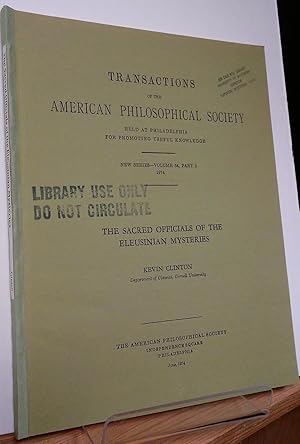 TRANSACTIONS
OF THE
AMERICAN PHILOSOPHICAL SOCIETY
HELD AT PHILADELPHIA
FOR PROMOTING USEFUL KNOWLEDGE
NEW SERIES—VOLUME 64, PART 3
1974
LIBRARY USE ONLY
DO NOT CIRCULATE
THE SACRED OFFICIALS OF THE
ELEUSINIAN MYSTERIES
KEVIN CLINTON
Department of Classics, Cornell University
THE AMERICAN PHILOSOPHICAL SOCIETY
INDEPENDENCE SQUARE
PHILADELPHIA
June, 1974